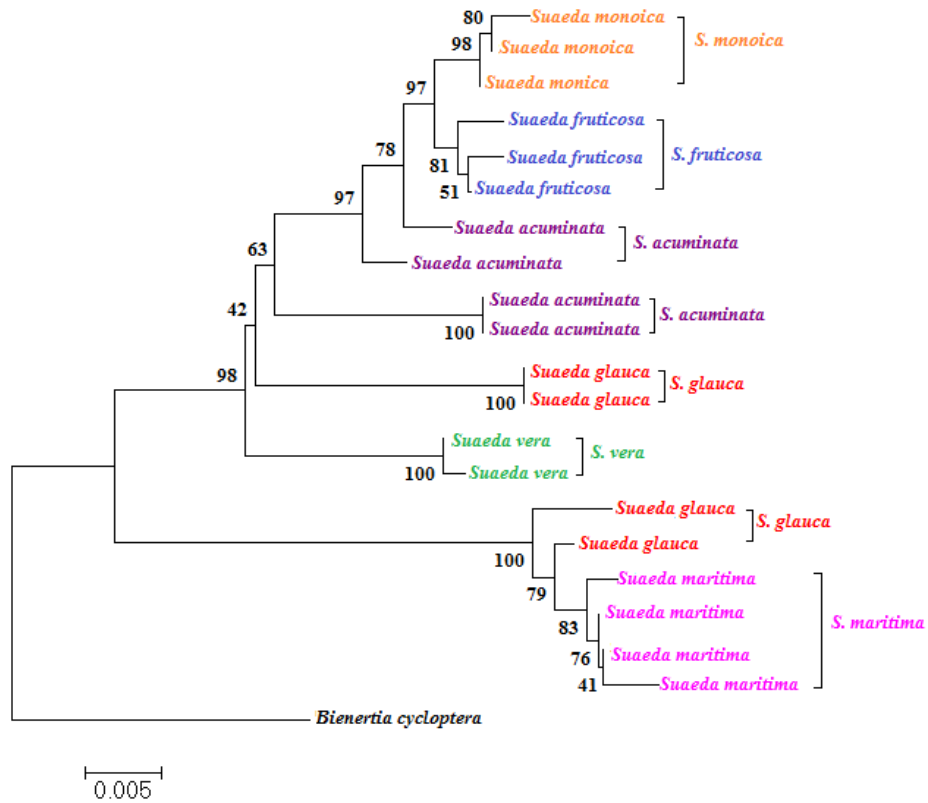 80
Suaeda monoica
98
Suaeda monoica
S. monoica
Suaeda monica
97
Suaeda fruticosa
78
81
Suaeda fruticosa
S. fruticosa
51
Suaeda fruticosa
97
Suaeda acuminata
S. acuminata
63
Suaeda acuminata
42
Suaeda acuminata
S. acuminata
100
Suaeda acuminata
98
Suaeda glauca
S. glauca
100
Suaeda glauca
Suaeda vera
S. vera
100
Suaeda vera
Suaeda glauca
S. glauca
100
Suaeda glauca
79
Suaeda maritima
83
Suaeda maritima
S. maritima
76
Suaeda maritima
41
Suaeda maritima
Bienertia cycloptera
0.005